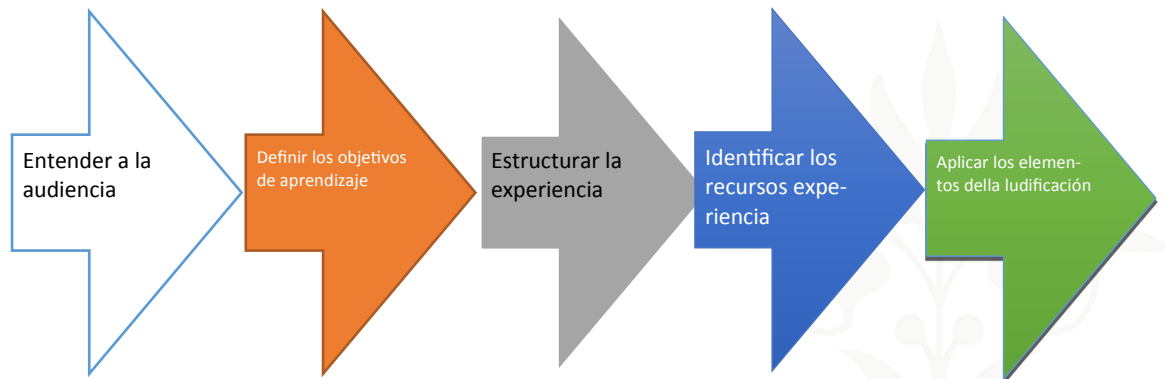 Entender a la
audiencia
Definir los objetivos
de aprendizaje
Estructurar la
experiencia
Identificar los
recursos expe-
riencia
Aplicar los elemen-
tos della ludificación